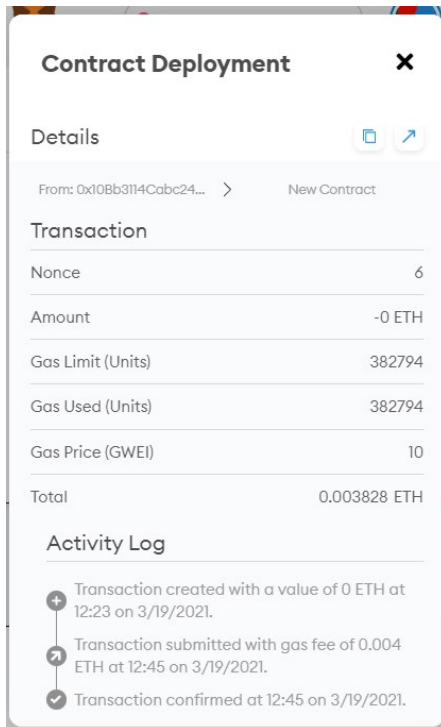 Contract Deployment
Details
From: 0x10Bb3114Cabc24... > New Contract
Transaction
Nonce 6
Amount -0 ETH
Gas Limit (Units) 382794
Gas Used (Units) 382794
Gas Price (GWEI) 10
Total 0.003828 ETH
Activity Log
Transaction created with a value of 0 ETH at
12:23 on 3/19/2021.
Transaction submitted with gas fee of 0.004
ETH at 12:45 on 3/19/2021.
Transaction confirmed at 12:45 on 3/19/2021.